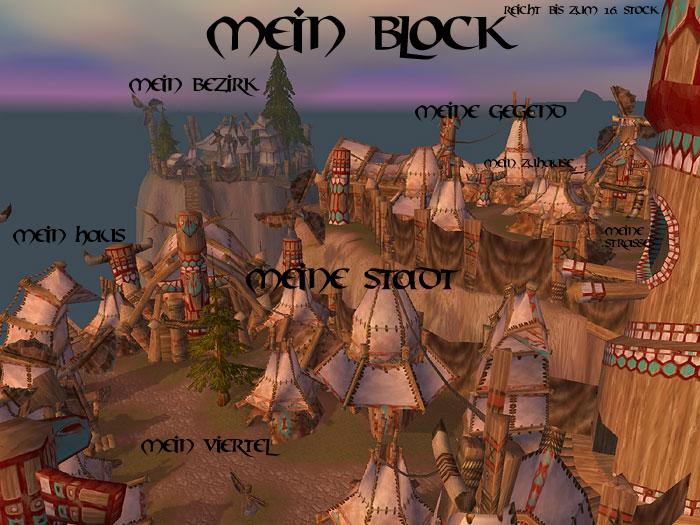 Reicht bis zum 16. Stock
Mein Block
Mein Bezirk
Meine Gegend
Mein Zuhause
Mein Haus
Meine
Strasse
Meine Stadt
Mein Viertel